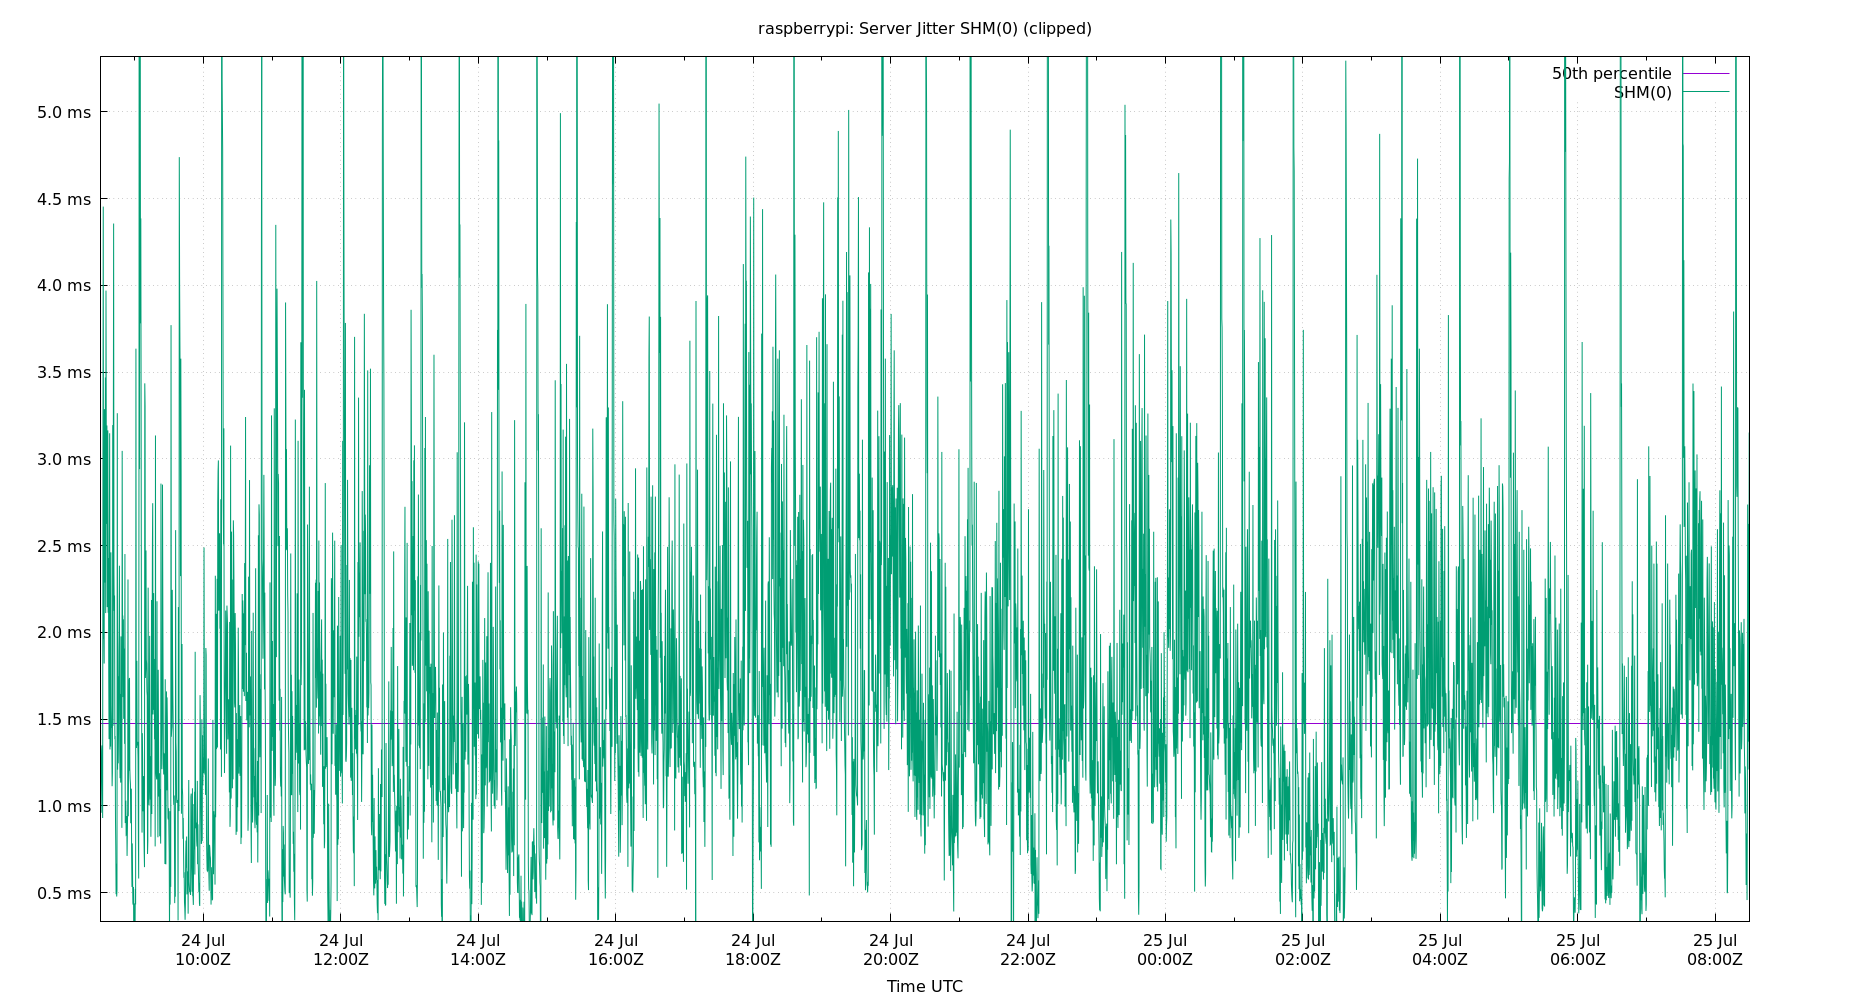 raspberrypi: Server Jitter SHM(0) (clipped)
50th percentile
SHM(0)
5.0 ms
4.5 ms
4.0 ms
3.5 ms
3.0 ms
2.5 ms
2.0 ms
1.5 ms
1.0 ms
0.5 ms
24 Jul 24 Jul 24 Jul 24 Jul 24 Jul 24 Jul 24 Jul 25 Jul 25 Jul 25 Jul 25 Jul 25 Jul
10:00Z 12:00Z 14:00Z 16:00Z 18:00Z 20:00Z 22:00Z 00:00Z 02:00Z 04:00Z 06:00Z 08:00Z
Time UTC